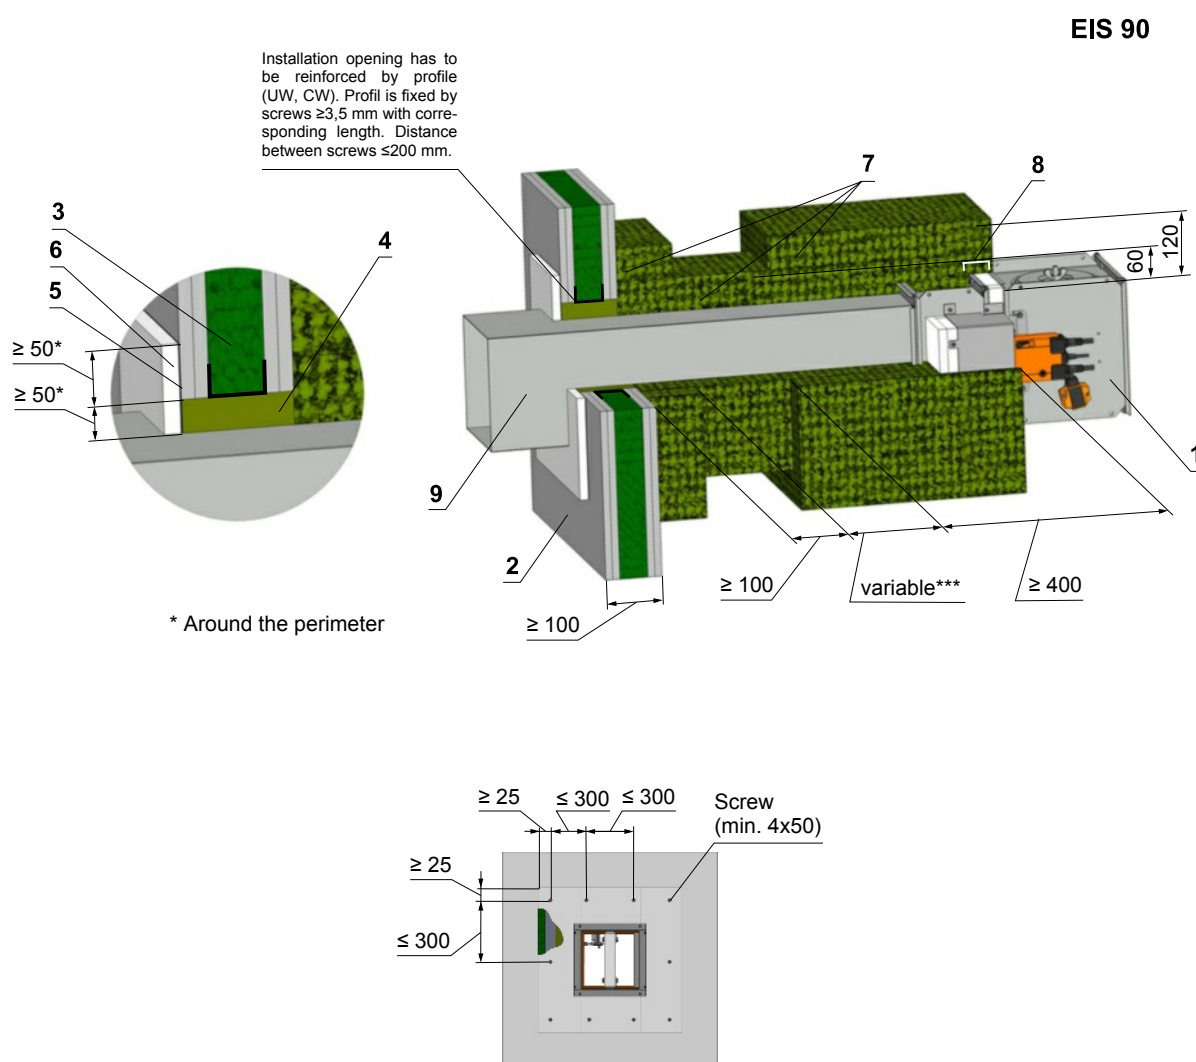 EIS 90
Installation opening has to
be reinforced by profile
(UW, CW). Profil is fixed by
screws ≥3,5 mm with corre-
sponding length. Distance
between screws ≤200 mm.
7
8
3
6
5
4
120
60
≥ 50*
≥ 50*
1
9
2
≥ 100
variable***
≥ 400
≥ 100
* Around the perimeter
≥ 25
≤ 300
≤ 300
Screw
(min. 4x50)
≥ 25
≤ 300